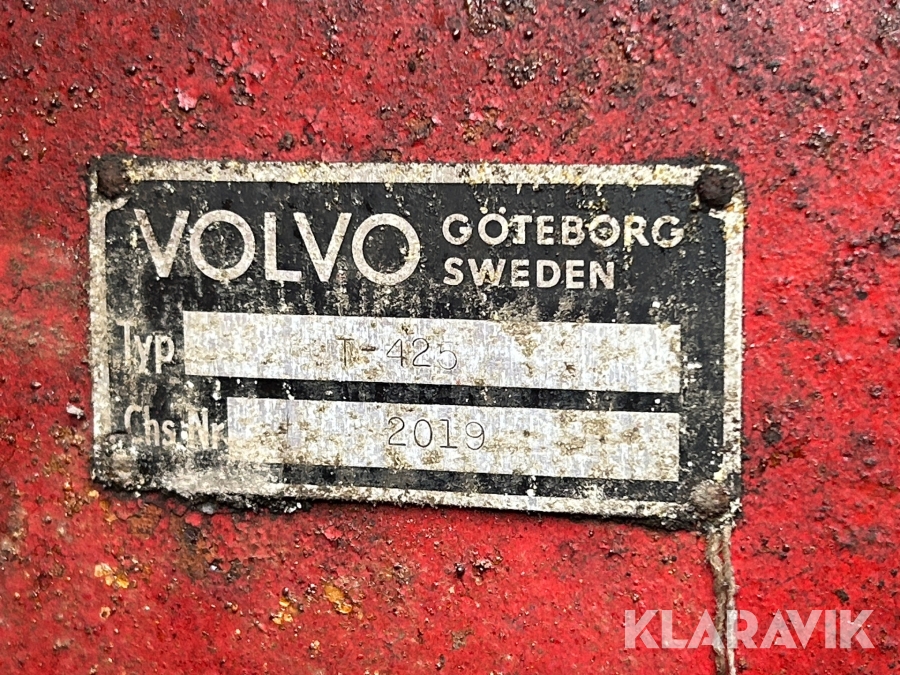 VOLVO GÖTEBORG
SWEDEN
Typ T-425
Chs.Nr 2019
KLARAVIK